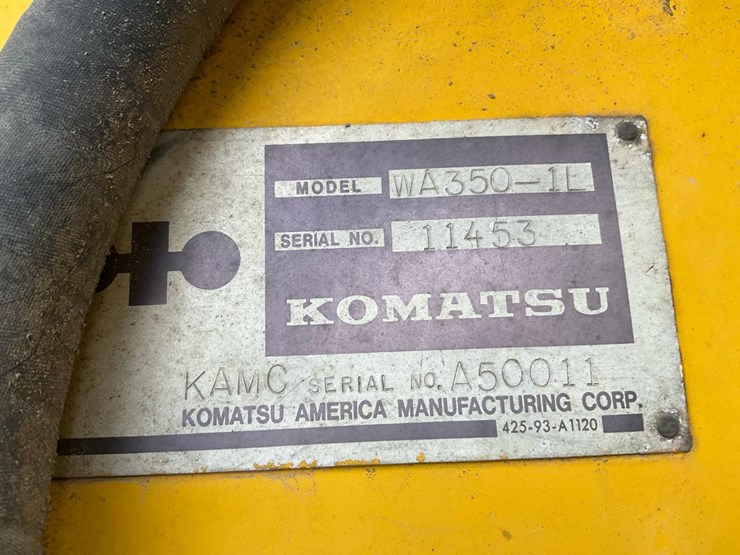 MODEL WA350-1L
SERIAL NO. 11453
KOMATSU
KAMC SERIAL NO. A50011
KOMATSU AMERICA MANUFACTURING CORP.
425-93-A1120